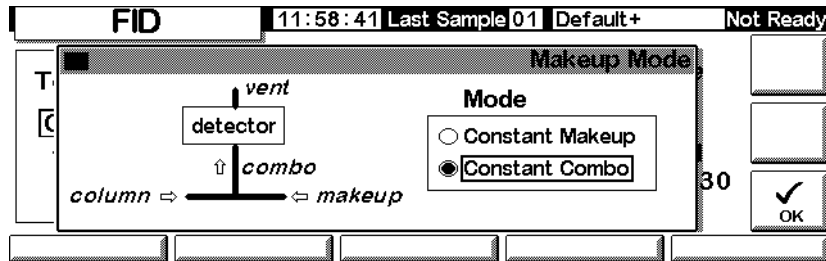 FID 11:58:41 Last Sample 01 Default+ Not Ready
Makeup Mode
vent
Mode
detector
Constant Makeup
combo
Constant Combo
column ⇨ ⇦ makeup
30
OK